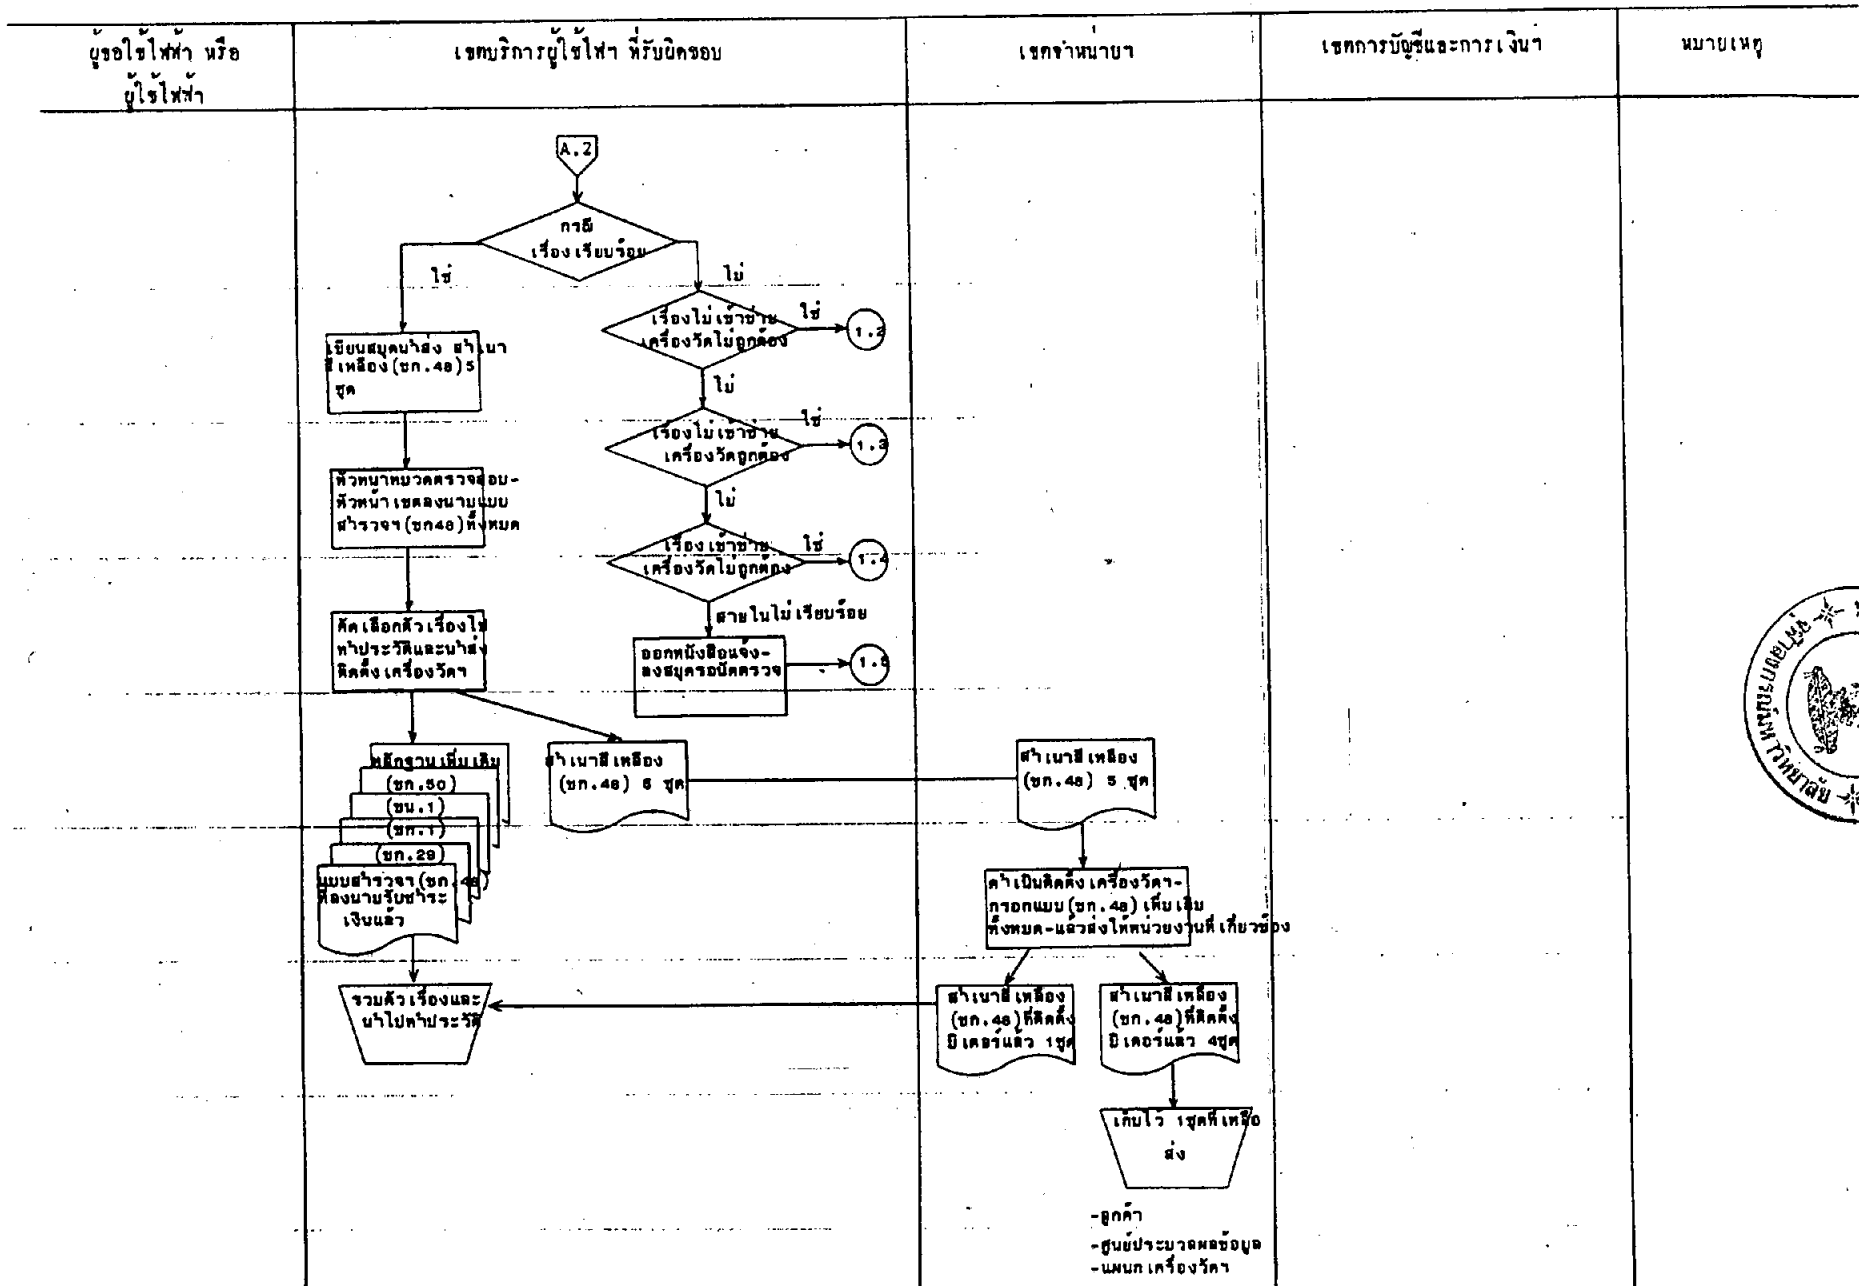 ผู้ขอใช้ไฟฟ้า หรือ
ผู้ใช้ไฟฟ้า
เขตบริการผู้ใช้ไฟฯ ที่รับผิดชอบ
เขตจำหน่ายฯ
เขตการบัญชีและการเงินฯ
หมายเหตุ
A.2
กรณี
เรื่องเรียบร้อย
ใช่
ไม่
เรื่องไม่เข้าข่าย
เครื่องวัดไม่ถูกต้อง
ใช่
1.2
เขียนสมุดนำส่ง สำเนา
สีเหลือง(ขก.48)5
ชุด
ไม่
เรื่องไม่เข้าข่าย
เครื่องวัดถูกต้อง
ใช่
1.3
หัวหน้าหมวดตรวจสอบ-
หัวหน้าเขตลงนามแบบ
สำรวจฯ(ขก48)ทั้งหมด
ไม่
เรื่องเข้าข่าย
เครื่องวัดไม่ถูกต้อง
ใช่
1.4
คัดเลือกตัวเรื่องไป
ทำประวัติและนำส่ง
ติดตั้งเครื่องวัดฯ
สายในไม่เรียบร้อย
ออกหนังสือแจ้ง-
ลงสมุดรอนัดตรวจ
1.5
หลักฐานเพิ่มเติม
(ขก.50)
(ขน.1)
(ขก.1)
(ขก.29)
แบบสำรวจฯ(ขก.48)
ที่ลงนามรับชำระ
เงินแล้ว
สำเนาสีเหลือง
(ขก.48) 5 ชุด
สำเนาสีเหลือง
(ขก.48) 5 ชุด
ดำเนินติดตั้งเครื่องวัดฯ-
กรอกแบบ(ขก.48)เพิ่มเติม
ทั้งหมด-แล้วส่งให้หน่วยงานที่เกี่ยวข้อง
รวมตัวเรื่องและ
นำไปทำประวัติ
สำเนาสีเหลือง
(ขก.48)ที่ติดตั้ง
มิเตอร์แล้ว 1ชุด
สำเนาสีเหลือง
(ขก.48)ที่ติดตั้ง
มิเตอร์แล้ว 4ชุด
เก็บไว้ 1ชุดที่เหลือ
ส่ง
-ลูกค้า
-ศูนย์ประมวลผลข้อมูล
-แผนกเครื่องวัดฯ
จุฬาลงกรณ์มหาวิทยาลัย